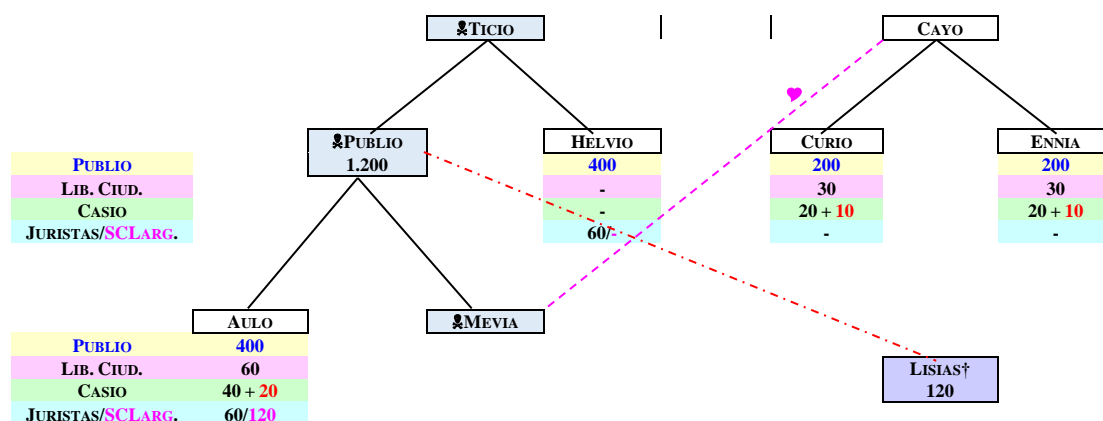 ☠TICIO CAYO
☠PUBLIO HELVIO CURIO ENNIA
1.200
PUBLIO 400 200 200
LIB. CIUD. - 30 30
CASIO - 20 + 10 20 + 10
JURISTAS/SCLARG. 60/- - -
AULO ☠MEVIA
PUBLIO 400
LIB. CIUD. 60
CASIO 40 + 20
JURISTAS/SCLARG. 60/120
LISIAS†
120